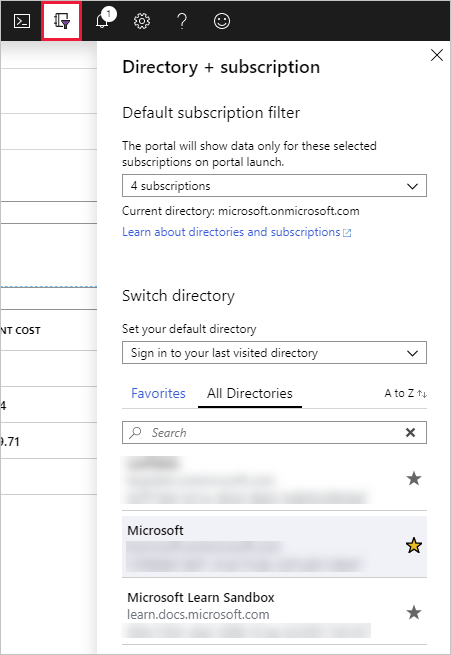 1
Directory + subscription
Default subscription filter
The portal will show data only for these selected
subscriptions on portal launch.
4 subscriptions
Current directory: microsoft.onmicrosoft.com
Learn about directories and subscriptions
Switch directory
NT COST
Set your default directory
Sign in to your last visited directory
Favorites
All Directories
A to Z
4
Search
9.71
Microsoft
Microsoft Learn Sandbox
learn.docs.microsoft.com